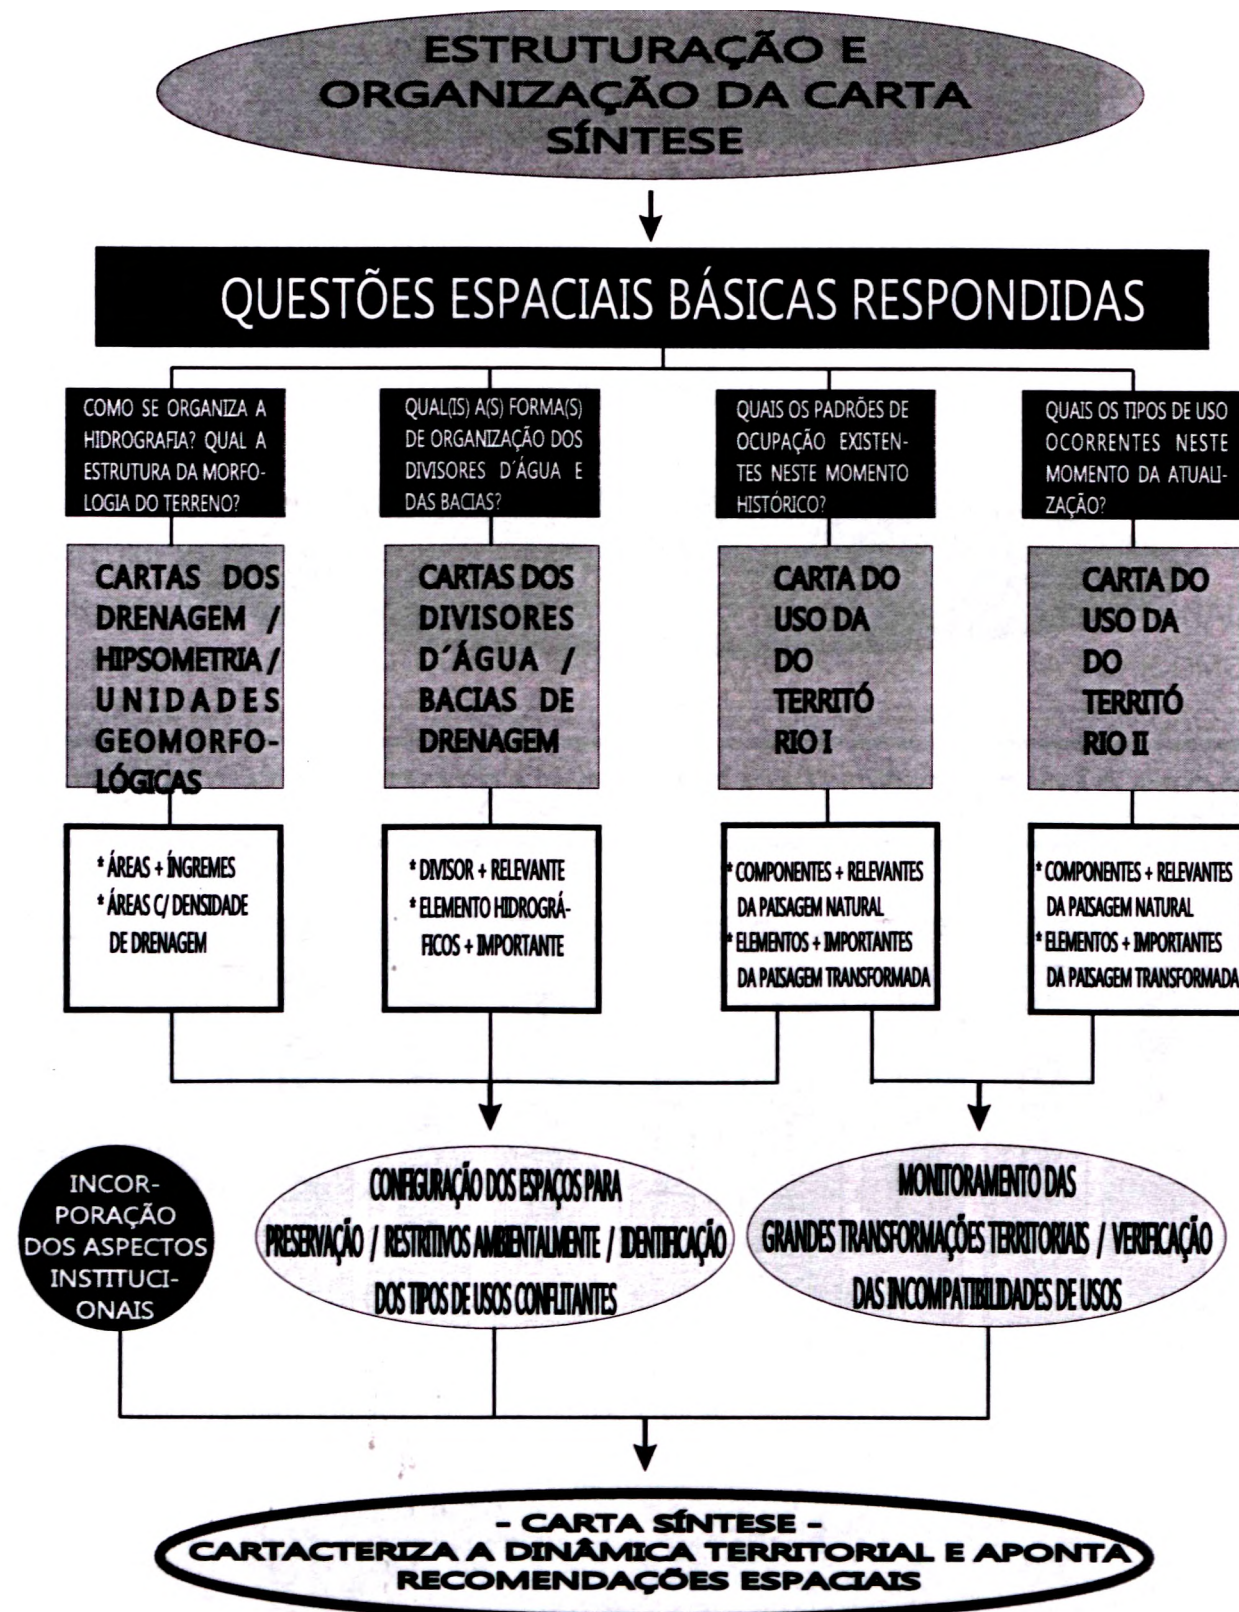 ESTRUTURAÇÃO E
ORGANIZAÇÃO DA CARTA
SÍNTESE
QUESTÕES ESPACIAIS BÁSICAS RESPONDIDAS
COMO SE ORGANIZA A
HIDROGRAFIA? QUAL A
ESTRUTURA DA MORFO-
LOGIA DO TERRENO?
QUAL(IS) A(S) FORMA(S)
DE ORGANIZAÇÃO DOS
DIVISORES D´ÁGUA E
DAS BACIAS?
QUAIS OS PADRÕES DE
OCUPAÇÃO EXISTEN-
TES NESTE MOMENTO
HISTÓRICO?
QUAIS OS TIPOS DE USO
OCORRENTES NESTE
MOMENTO DA ATUALI-
ZAÇÃO?
CARTAS DOS
DRENAGEM /
HIPSOMETRIA /
UNIDADES
GEOMORFO-
LÓGICAS
CARTAS DOS
DIVISORES
D´ÁGUA /
BACIAS DE
DRENAGEM
CARTA DO
USO DA
DO
TERRITÓ
RIO I
CARTA DO
USO DA
DO
TERRITÓ
RIO II
* ÁREAS + ÍNGREMES
* ÁREAS C/ DENSIDADE
DE DRENAGEM
* DIVISOR + RELEVANTE
* ELEMENTO HIDROGRÁ-
FICOS + IMPORTANTE
* COMPONENTES + RELEVANTES
DA PAISAGEM NATURAL
* ELEMENTOS + IMPORTANTES
DA PAISAGEM TRANSFORMADA
* COMPONENTES + RELEVANTES
DA PAISAGEM NATURAL
* ELEMENTOS + IMPORTANTES
DA PAISAGEM TRANSFORMADA
INCOR-
PORAÇÃO
DOS ASPECTOS
INSTITUCI-
ONAIS
CONFIGURAÇÃO DOS ESPAÇOS PARA
PRESERVAÇÃO / RESTRITIVOS AMBIENTALMENTE / IDENTIFICAÇÃO
DOS TIPOS DE USOS CONFLITANTES
MONITORAMENTO DAS
GRANDES TRANSFORMAÇÕES TERRITORIAIS / VERIFICAÇÃO
DAS INCOMPATIBILIDADES DE USOS
- CARTA SÍNTESE -
CARTACTERIZA A DINÂMICA TERRITORIAL E APONTA
RECOMENDAÇÕES ESPACIAIS